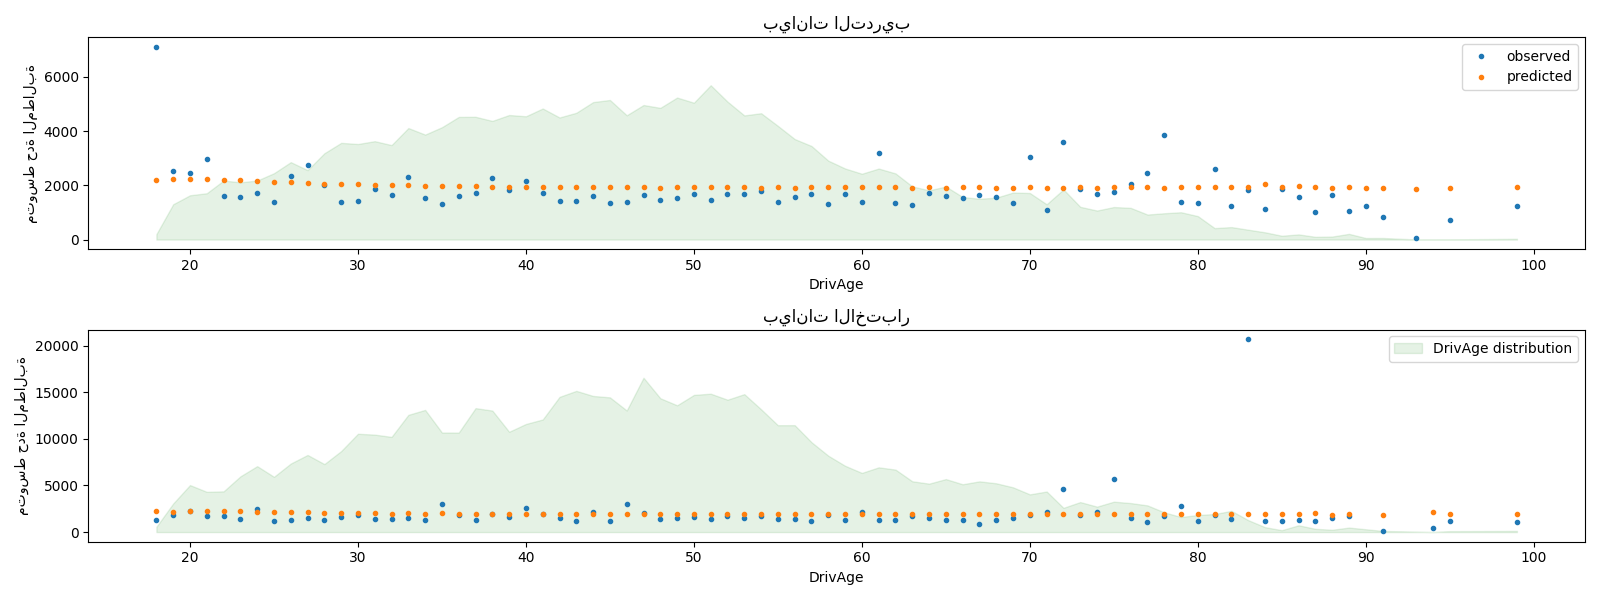 بيانات التدريب
متوسط حدة المطالبة
6000
4000
2000
0
observed
predicted
20 30 40 50 60 70 80 90 100
DrivAge
بيانات الاختبار
متوسط حدة المطالبة
20000
15000
10000
5000
0
DrivAge distribution
20 30 40 50 60 70 80 90 100
DrivAge